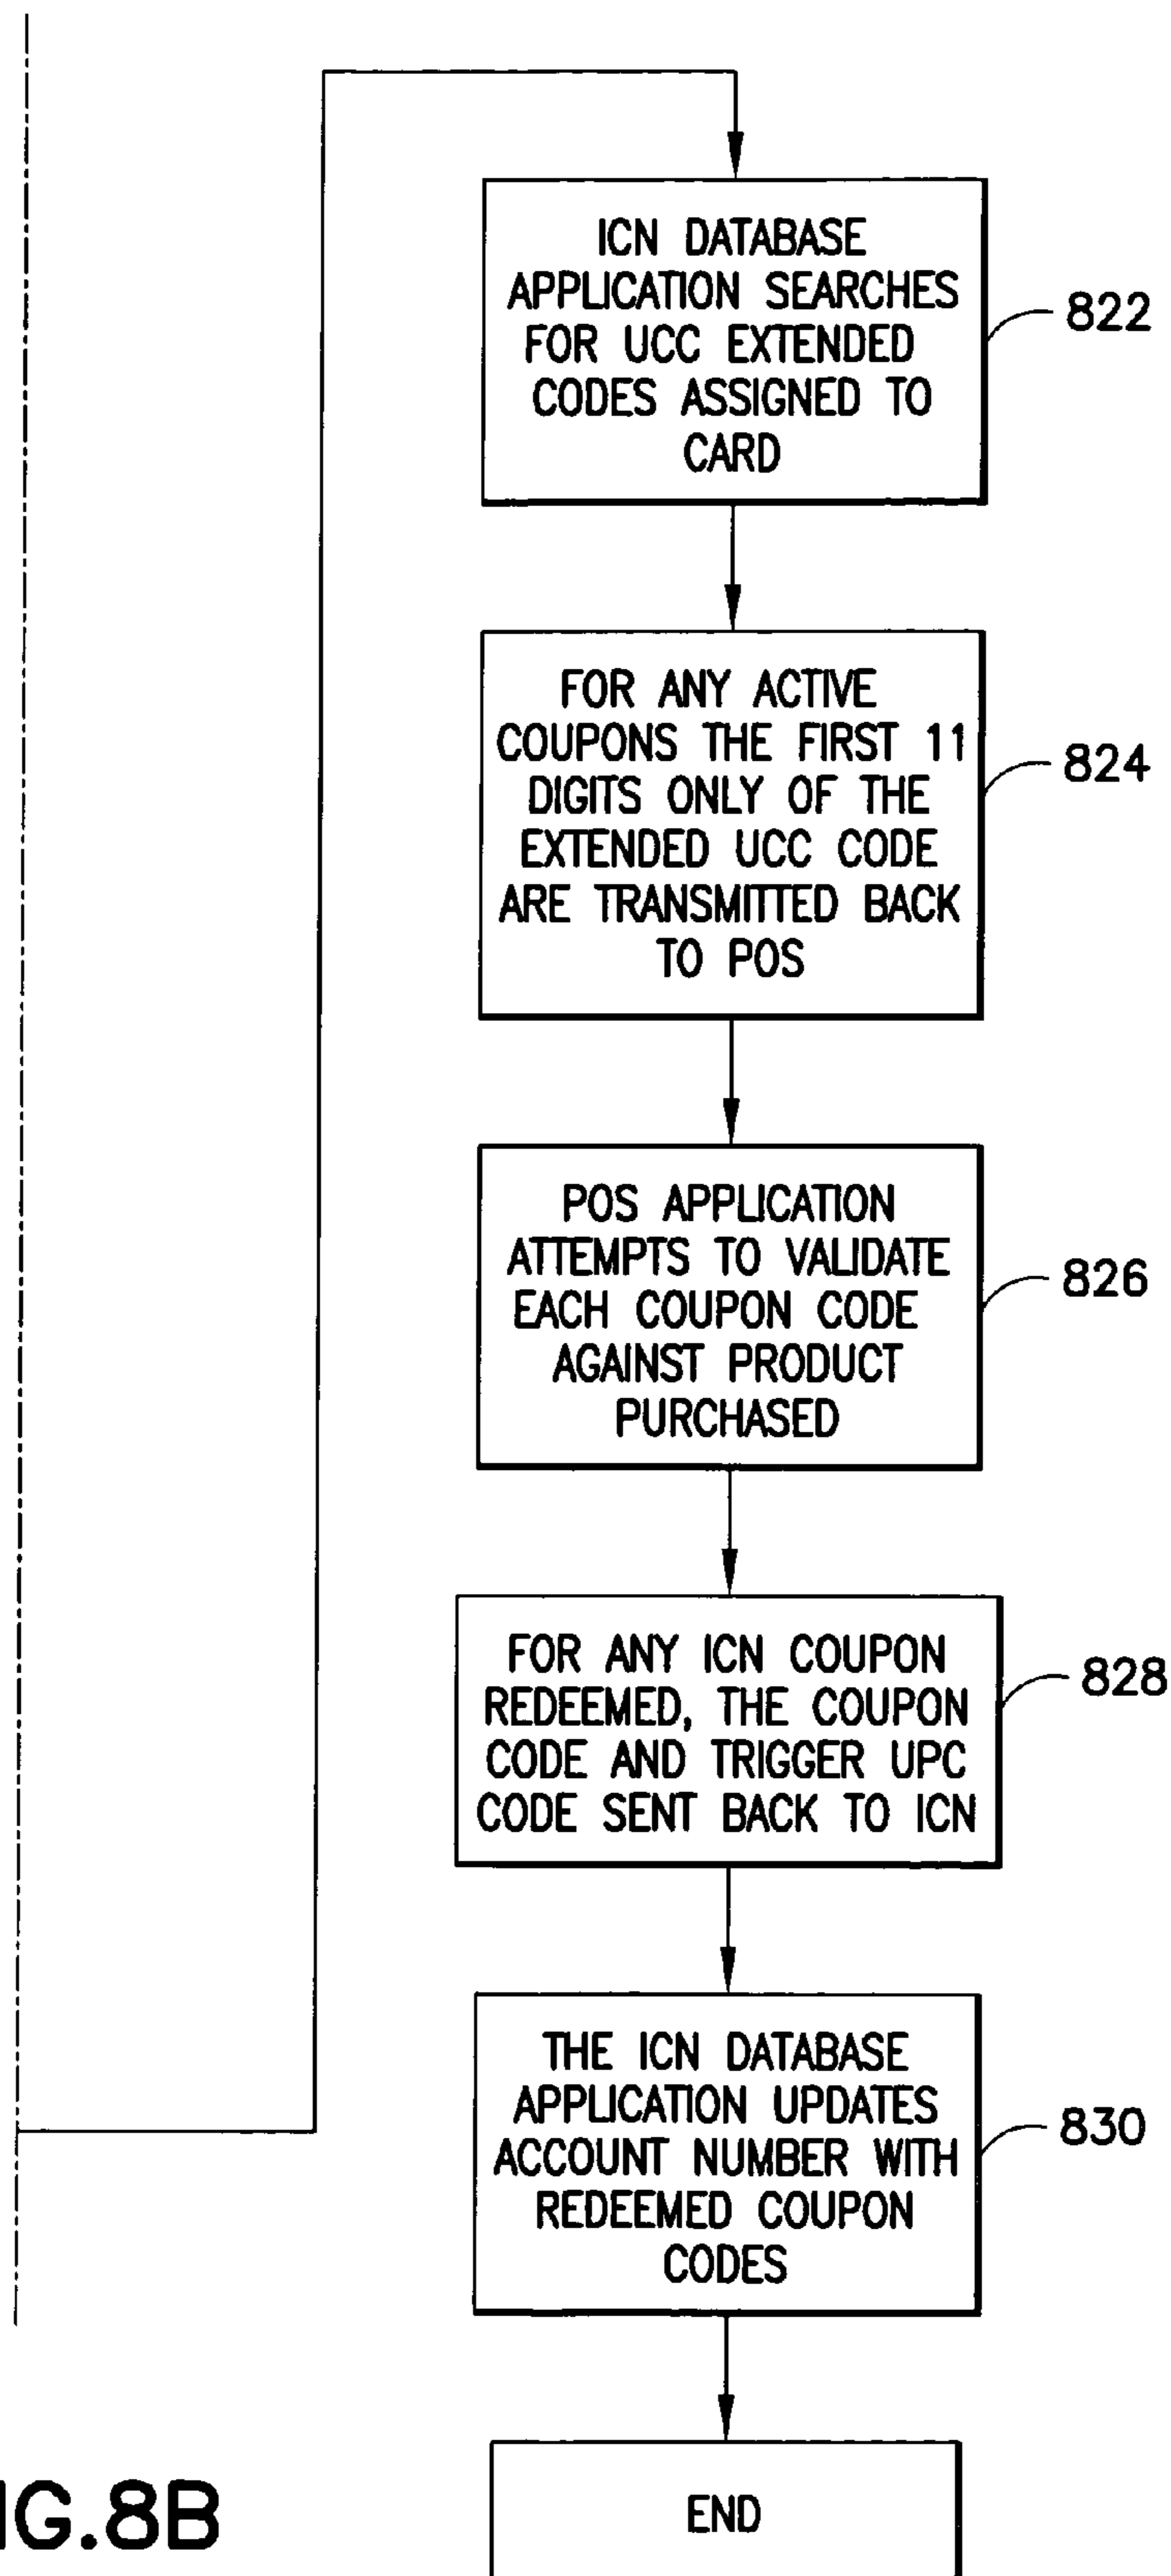 ICN DATABASE
APPLICATION SEARCHES
FOR UCC EXTENDED
CODES ASSIGNED TO
CARD
822
FOR ANY ACTIVE
COUPONS THE FIRST 11
DIGITS ONLY OF THE
EXTENDED UCC CODE
ARE TRANSMITTED BACK
TO POS
824
POS APPLICATION
ATTEMPTS TO VALIDATE
EACH COUPON CODE
AGAINST PRODUCT
PURCHASED
826
FOR ANY ICN COUPON
REDEEMED, THE COUPON
CODE AND TRIGGER UPC
CODE SENT BACK TO ICN
828
THE ICN DATABASE
APPLICATION UPDATES
ACCOUNT NUMBER WITH
REDEEMED COUPON
CODES
830
END
IG.8B